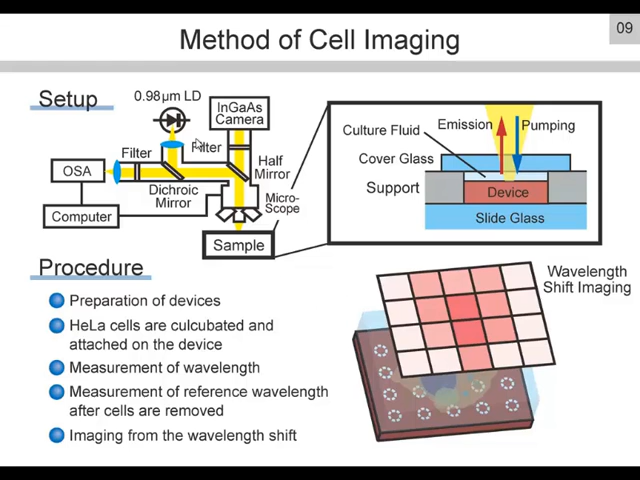 09
Method of Cell Imaging
Setup
0.98μm LD
InGaAs
Camera
Filter
Filter
OSA
Half
Mirror
Dichroic
Mirror
Micro-
Scope
Computer
Sample
Emission
Pumping
Culture Fluid
Cover Glass
Support
Device
Slide Glass
Procedure
Preparation of devices
HeLa cells are culcubated and
attached on the device
Measurement of wavelength
Measurement of reference wavelength
after cells are removed
Imaging from the wavelength shift
Wavelength
Shift Imaging